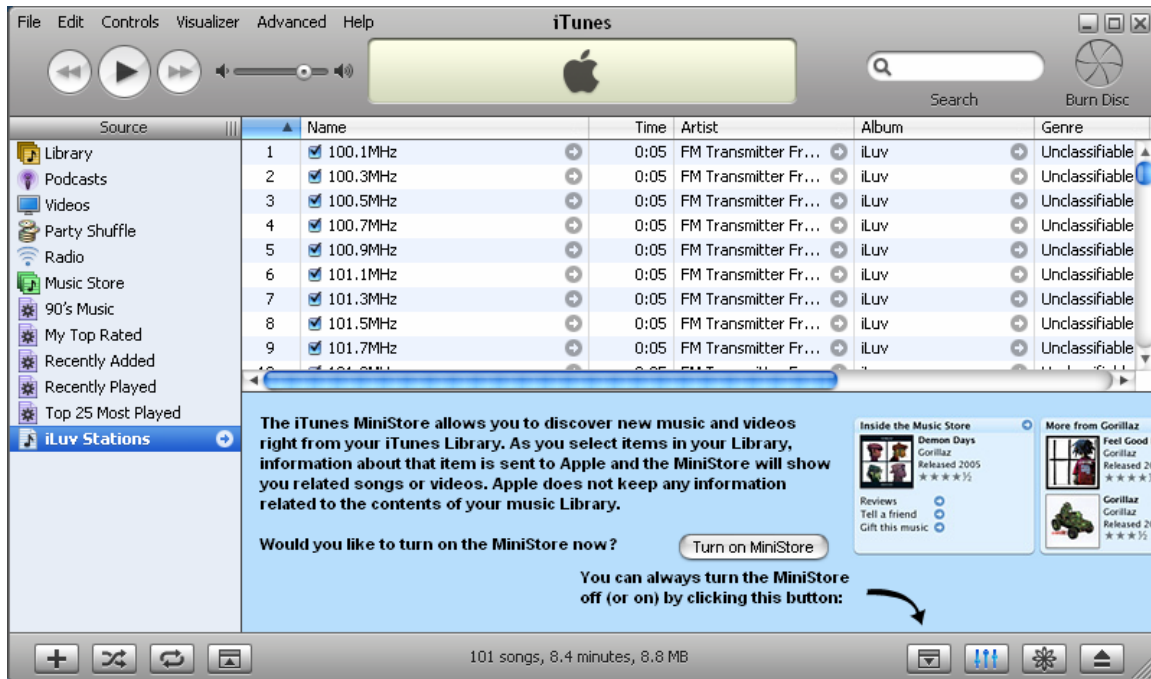 File Edit Controls Visualizer Advanced Help iTunes
Search Burn Disc
Source Name Time Artist Album Genre
Library
Podcasts
Videos
Party Shuffle
Radio
Music Store
90's Music
My Top Rated
Recently Added
Recently Played
Top 25 Most Played
iLuv Stations
1 100.1MHz 0:05 FM Transmitter Fr... iLuv Unclassifiable
2 100.3MHz 0:05 FM Transmitter Fr... iLuv Unclassifiable
3 100.5MHz 0:05 FM Transmitter Fr... iLuv Unclassifiable
4 100.7MHz 0:05 FM Transmitter Fr... iLuv Unclassifiable
5 100.9MHz 0:05 FM Transmitter Fr... iLuv Unclassifiable
6 101.1MHz 0:05 FM Transmitter Fr... iLuv Unclassifiable
7 101.3MHz 0:05 FM Transmitter Fr... iLuv Unclassifiable
8 101.5MHz 0:05 FM Transmitter Fr... iLuv Unclassifiable
9 101.7MHz 0:05 FM Transmitter Fr... iLuv Unclassifiable
The iTunes MiniStore allows you to discover new music and videos
right from your iTunes Library. As you select items in your Library,
information about that item is sent to Apple and the MiniStore will show
you related songs or videos. Apple does not keep any information
related to the contents of your music Library.
Would you like to turn on the MiniStore now? Turn on MiniStore
You can always turn the MiniStore
off (or on) by clicking this button:
Inside the Music Store
Demon Days
Gorillaz
Released 2005
Reviews
Tell a friend
Gift this music
More from Gorillaz
Feel Good
Gorillaz
Released
Gorillaz
Gorillaz
Released
101 songs, 8.4 minutes, 8.8 MB